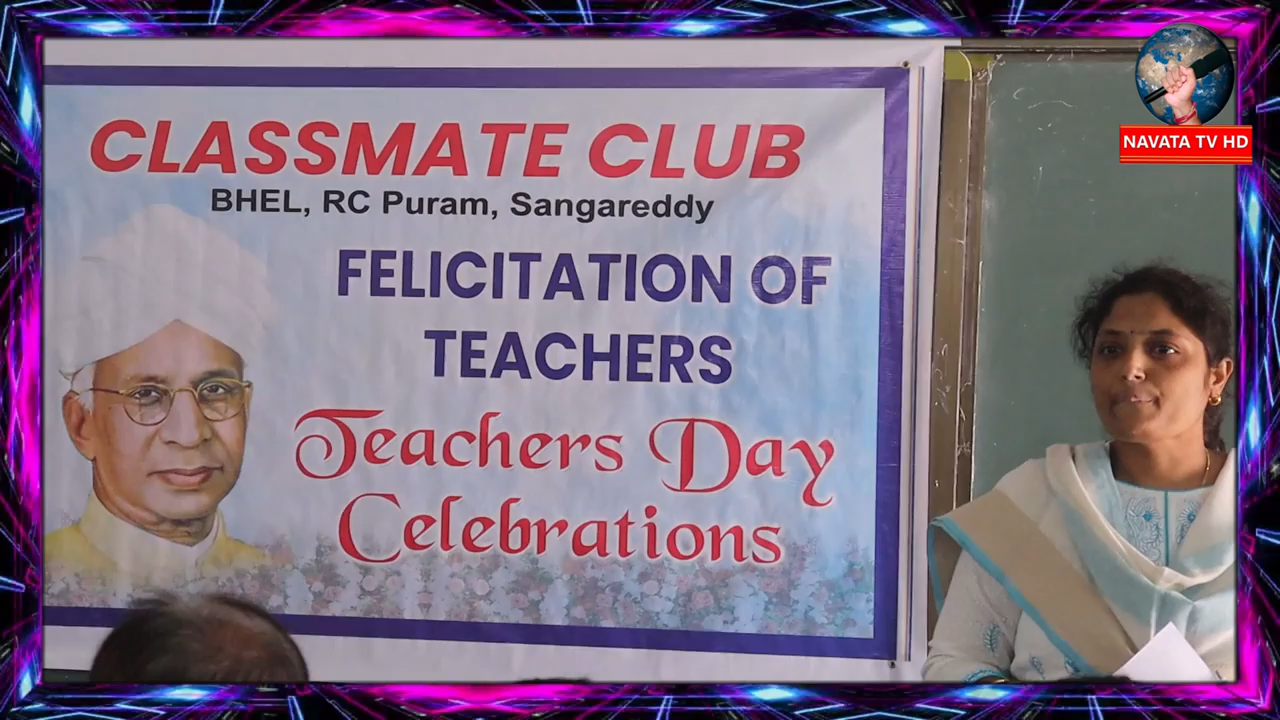 CLASSMATE CLUB
BHEL, RC Puram, Sangareddy
FELICITATION OF
TEACHERS
Teachers Day
Celebrations
NAVATA TV HD